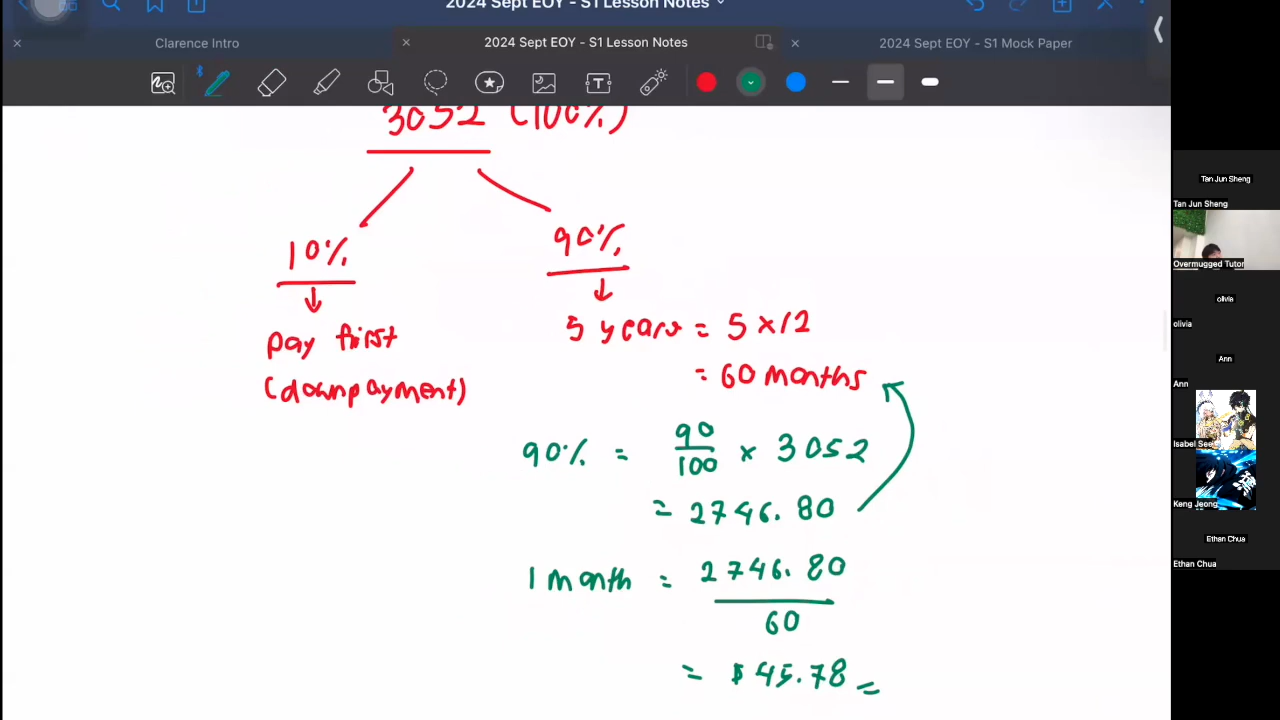 2024 Sept EOY - S1 Lesson Notes
Clarence Intro
2024 Sept EOY - S1 Lesson Notes
2024 Sept EOY - S1 Mock Paper
3052 (100%)
10%
90%
pay first
(downpayment)
5 years = 5 × 12
= 60 months
90% = 90/100 × 3052
= 2746.80
1 month = 2746.80
60
= $45.78
Tan Jun Sheng
Tan Jun Sheng
Overmugged Tutor
olivia
olivia
Ann
Ann
Isabel See
Keng Jeong
Ethan Chua
Ethan Chua